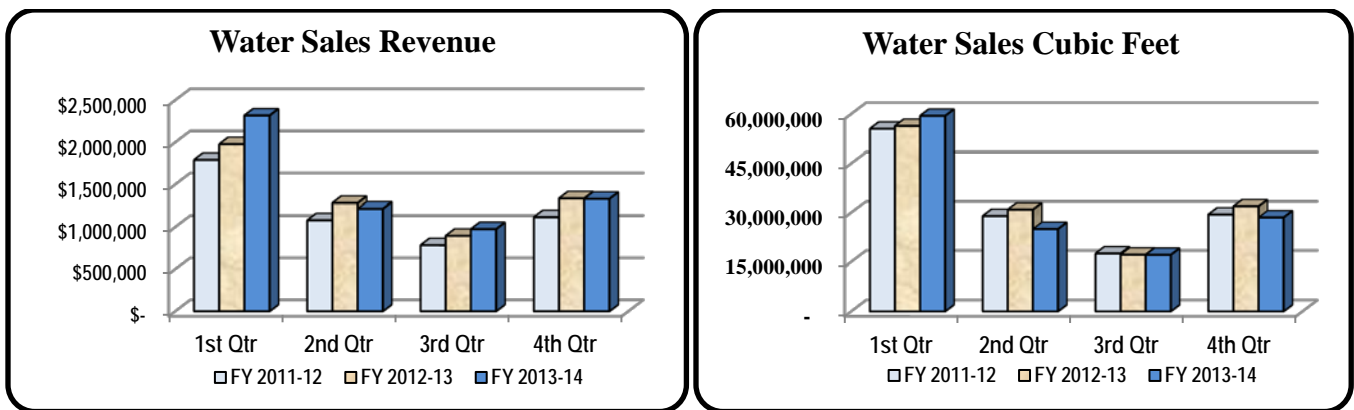 Water Sales Revenue
$2,500,000
$2,000,000
$1,500,000
$1,000,000
$500,000
$-
1st Qtr 2nd Qtr 3rd Qtr 4th Qtr
FY 2011-12 FY 2012-13 FY 2013-14
Water Sales Cubic Feet
60,000,000
45,000,000
30,000,000
15,000,000
-
1st Qtr 2nd Qtr 3rd Qtr 4th Qtr
FY 2011-12 FY 2012-13 FY 2013-14